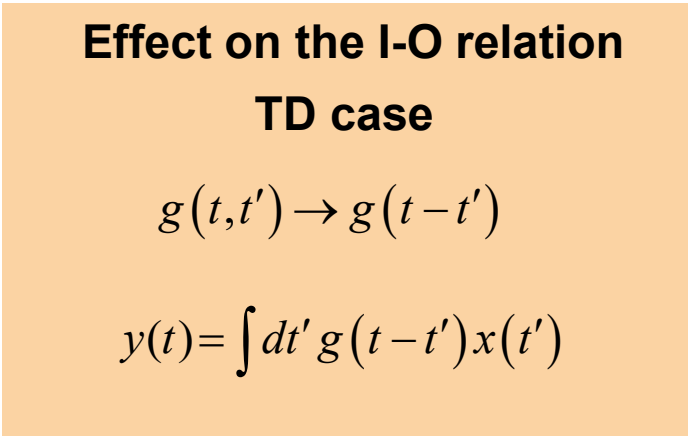 Effect on the I-O relation
TD case
g(t,t′)→g(t−t′)
y(t)=∫dt′g(t−t′)x(t′)